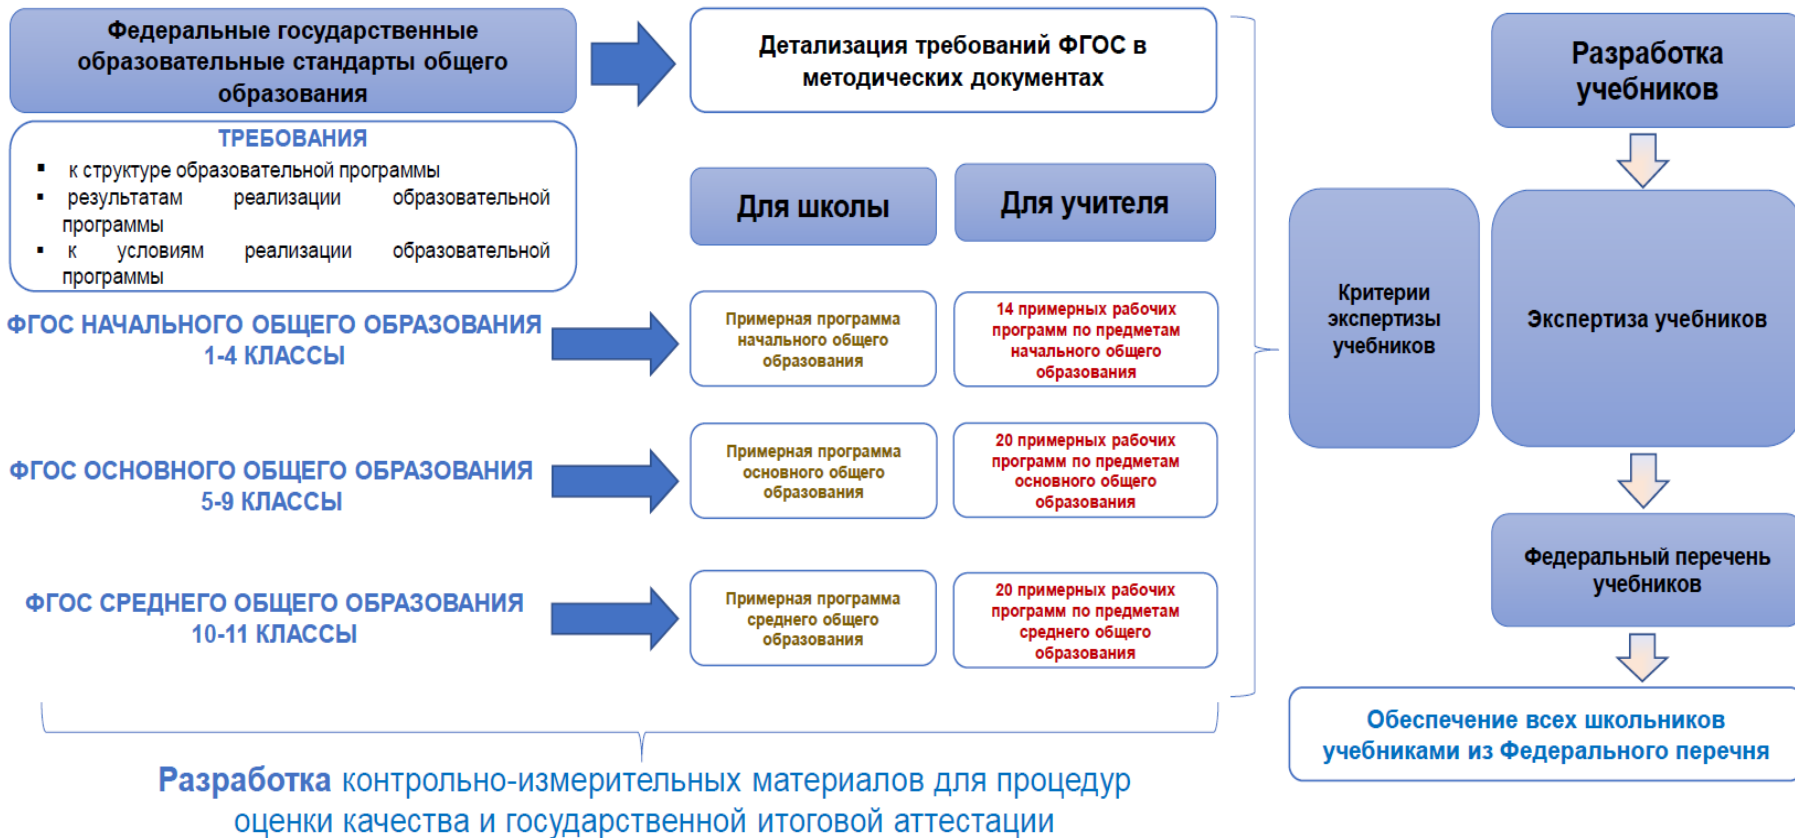 Федеральные государственные
образовательные стандарты общего
образования
Детализация требований ФГОС в
методических документах
Разработка
учебников
ТРЕБОВАНИЯ
▪ к структуре образовательной программы
▪ результатам реализации образовательной
программы
▪ к условиям реализации образовательной
программы
Для школы
Для учителя
Критерии
экспертизы
учебников
Экспертиза учебников
ФГОС НАЧАЛЬНОГО ОБЩЕГО ОБРАЗОВАНИЯ
1-4 КЛАССЫ
Примерная программа
начального общего
образования
14 примерных рабочих
программ по предметам
начального общего
образования
ФГОС ОСНОВНОГО ОБЩЕГО ОБРАЗОВАНИЯ
5-9 КЛАССЫ
Примерная программа
основного общего
образования
20 примерных рабочих
программ по предметам
основного общего
образования
Федеральный перечень
учебников
ФГОС СРЕДНЕГО ОБЩЕГО ОБРАЗОВАНИЯ
10-11 КЛАССЫ
Примерная программа
среднего общего
образования
20 примерных рабочих
программ по предметам
среднего общего
образования
Обеспечение всех школьников
учебниками из Федерального перечня
Разработка контрольно-измерительных материалов для процедур
оценки качества и государственной итоговой аттестации